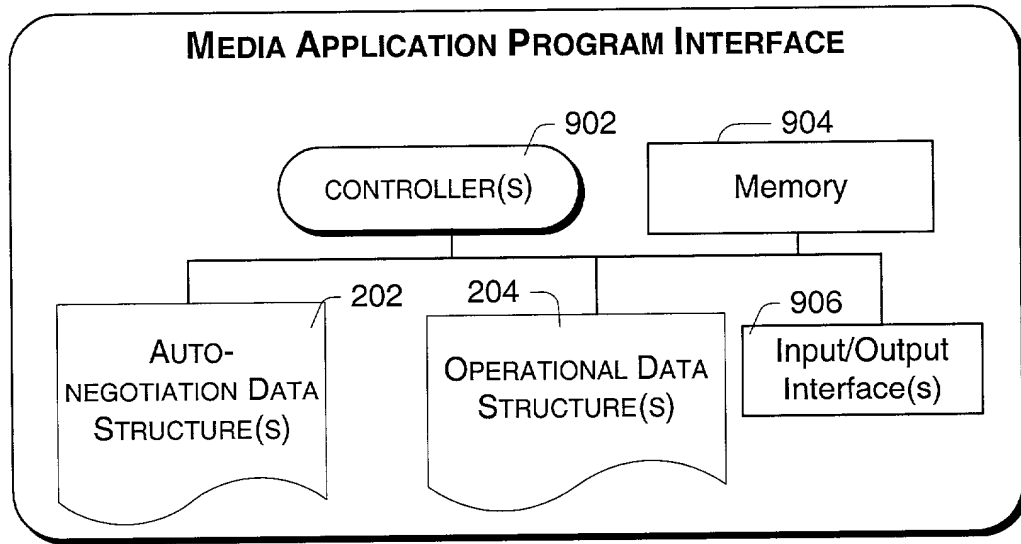 MEDIA APPLICATION PROGRAM INTERFACE
902
904
CONTROLLER(S)
Memory
202
204
906
AUTO-
NEGOTIATION DATA
STRUCTURE(S)
OPERATIONAL DATA
STRUCTURE(S)
Input/Output
Interface(s)